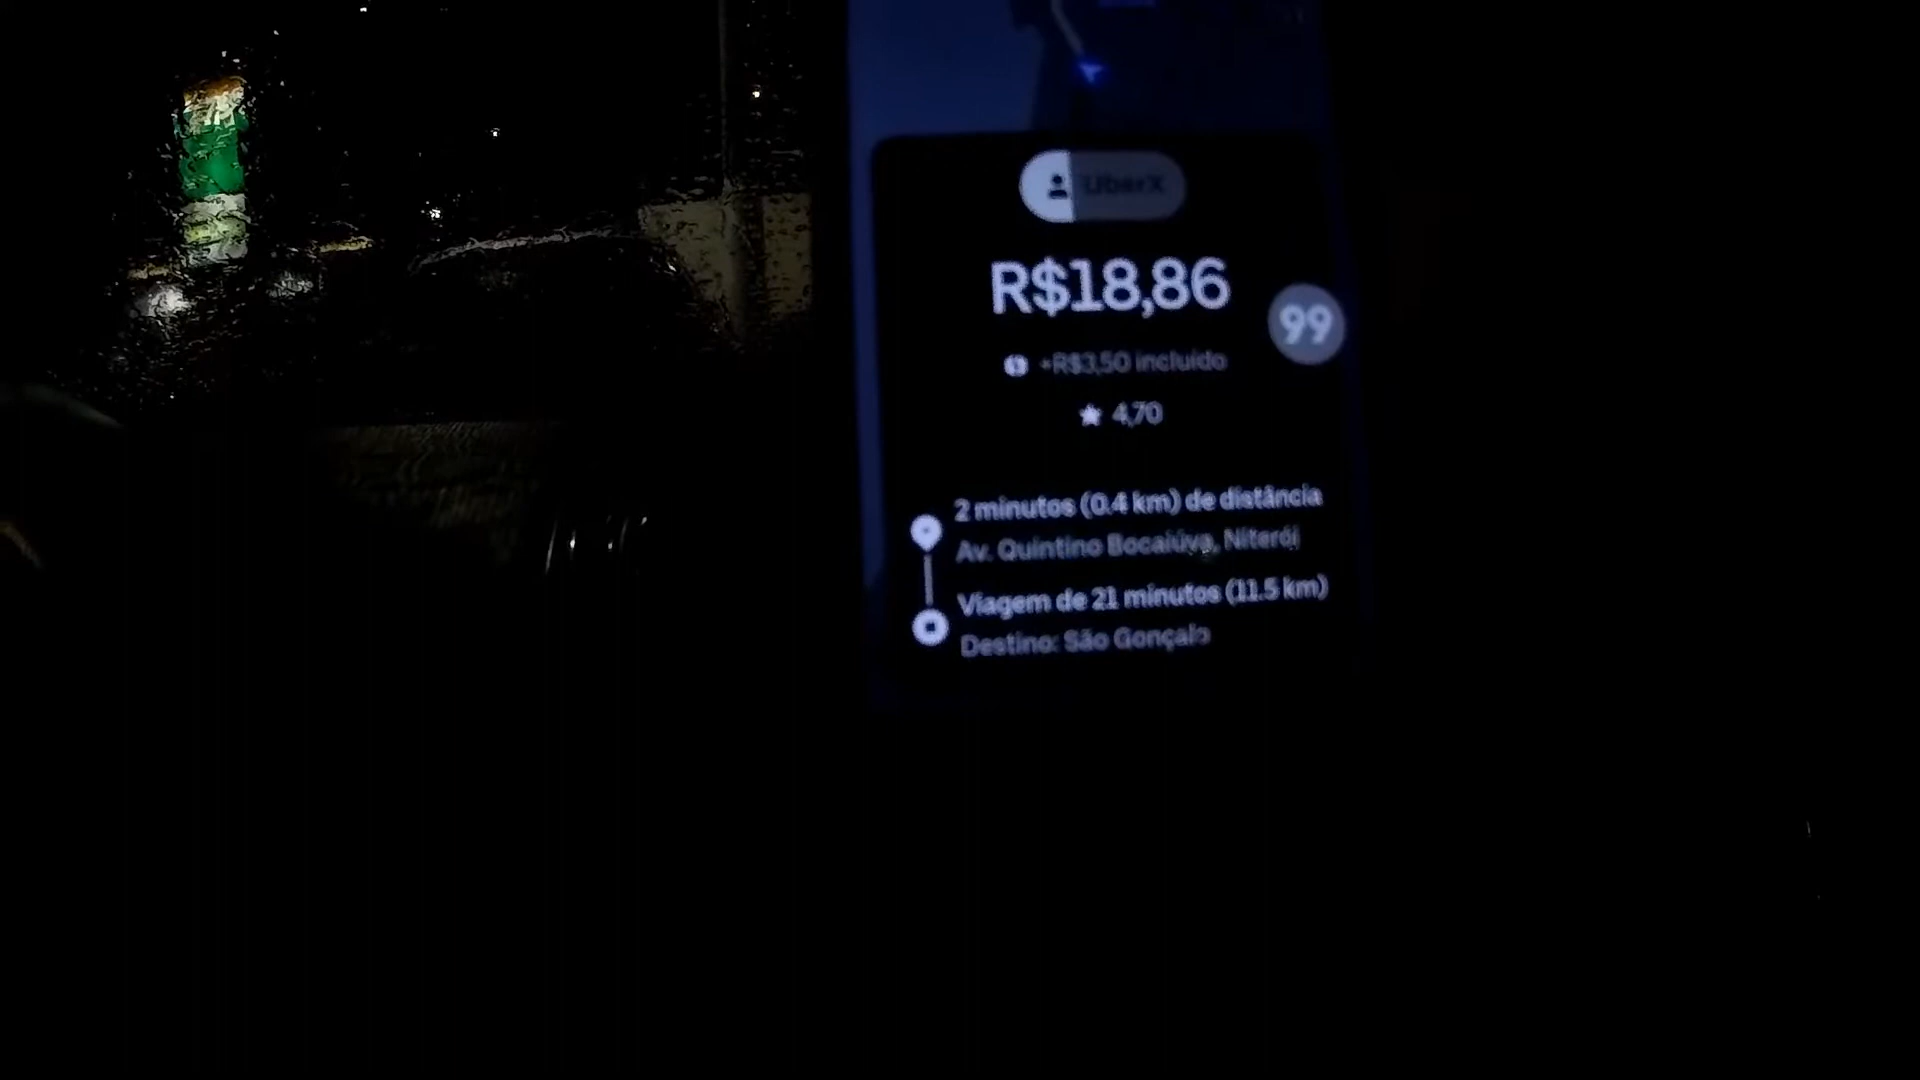 UberX
R$18,86
99
+R$3,50 incluído
4,70
2 minutos (0.4 km) de distância
Av. Quintino Bocaiúva, Niterói
Viagem de 21 minutos (11.5 km)
Destino: São Gonçalo